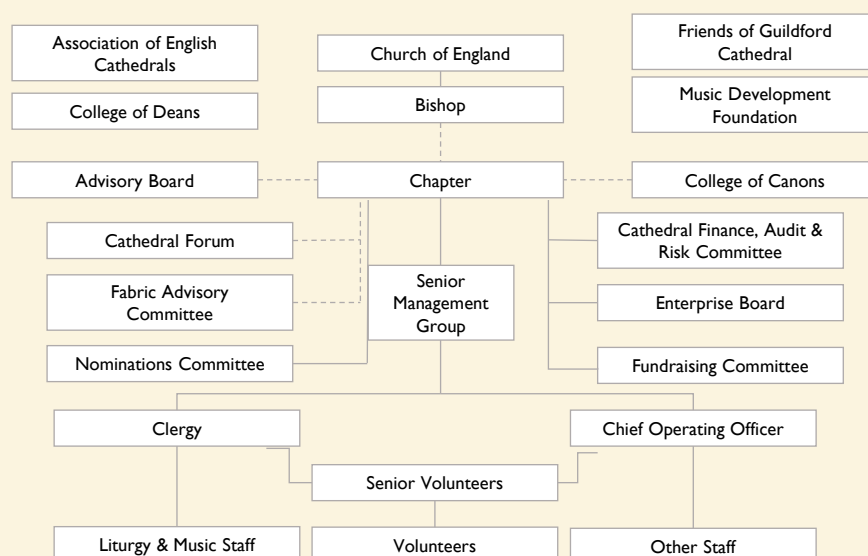 Association of English
Cathedrals
Church of England
Friends of Guildford
Cathedral
College of Deans
Bishop
Music Development
Foundation
Advisory Board
Chapter
College of Canons
Cathedral Forum
Cathedral Finance, Audit &
Risk Committee
Fabric Advisory
Committee
Senior
Management
Group
Enterprise Board
Nominations Committee
Fundraising Committee
Clergy
Chief Operating Officer
Senior Volunteers
Liturgy & Music Staff
Volunteers
Other Staff